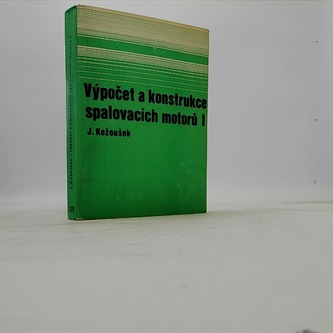 Výpočet a konstrukce
spalovacích motorů I
J. Kožoušek